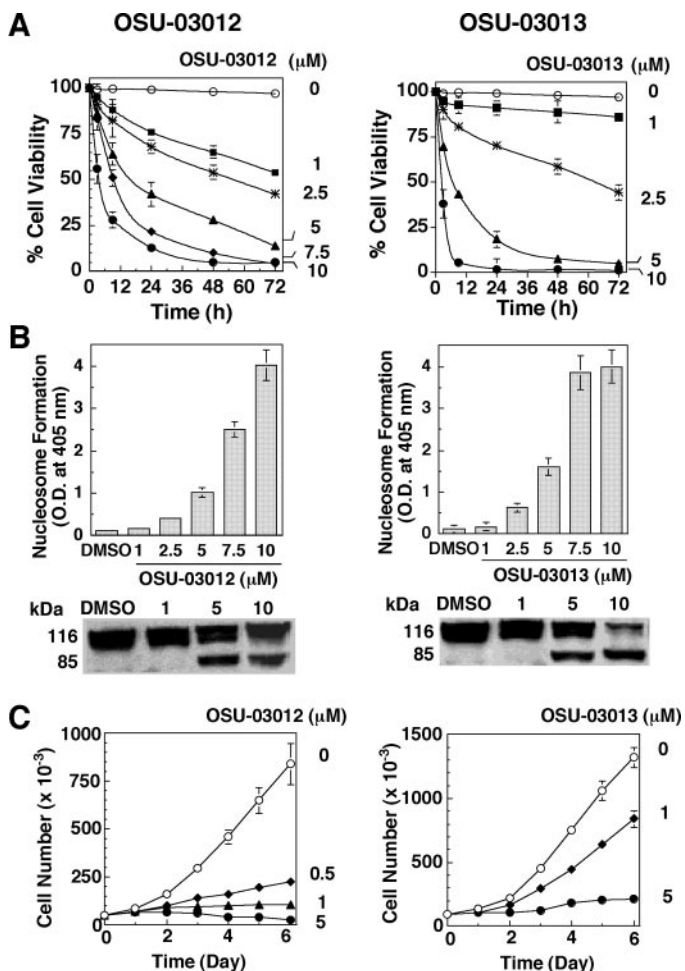 OSU-03012
OSU-03013
A
OSU-03012 (μM)
% Cell Viability
100
75
50
25
0
0
1
2.5
5
7.5
10
0 12 24 36 48 60 72
Time (h)
OSU-03013 (μM)
% Cell Viability
100
75
50
25
0
0
1
2.5
5
10
0 12 24 36 48 60 72
Time (h)
B
Nucleosome Formation
(O.D. at 405 nm)
4
3
2
1
0
DMSO 1 2.5 5 7.5 10
OSU-03012 (μM)
Nucleosome Formation
(O.D. at 405 nm)
4
3
2
1
0
DMSO 1 2.5 5 7.5 10
OSU-03013 (μM)
kDa DMSO 1 5 10
116
85
kDa DMSO 1 5 10
116
85
C
OSU-03012 (μM)
Cell Number (x 10-3)
1000
750
500
250
0
0
0.5
1
5
0 2 4 6
Time (Day)
OSU-03013 (μM)
Cell Number (x 10-3)
1500
1000
500
0
0
1
5
0 2 4 6
Time (Day)